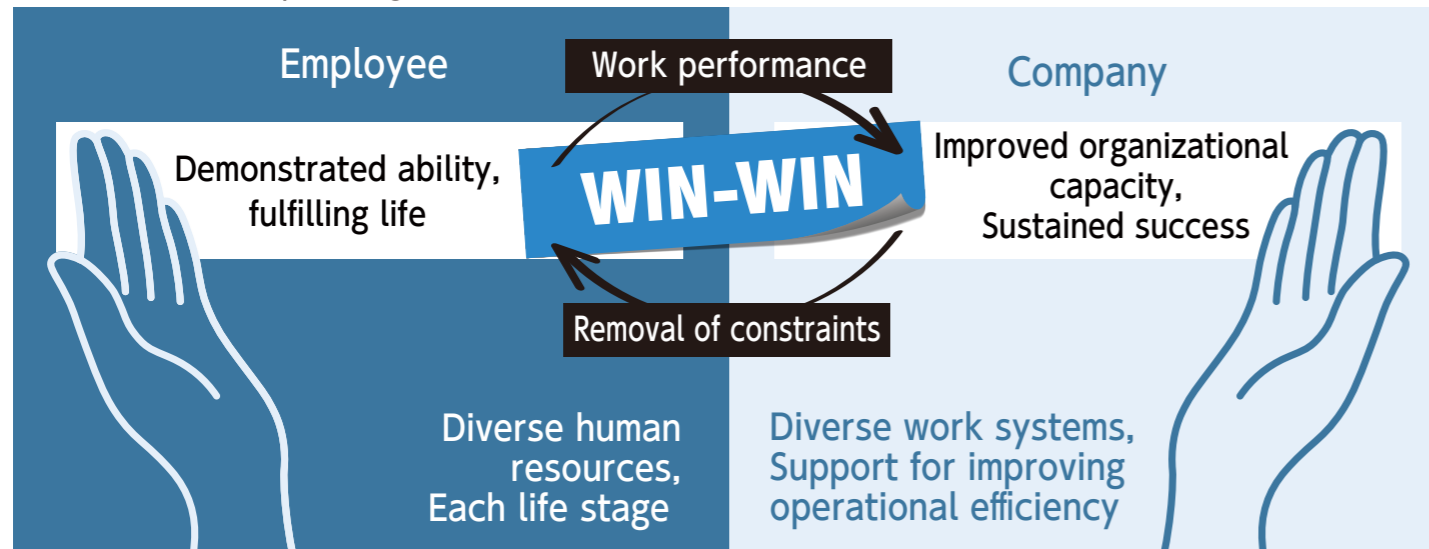 Employee
Work performance
Company
Demonstrated ability,
fulfilling life
WIN-WIN
Improved organizational
capacity,
Sustained success
Removal of constraints
Diverse human
resources,
Each life stage
Diverse work systems,
Support for improving
operational efficiency